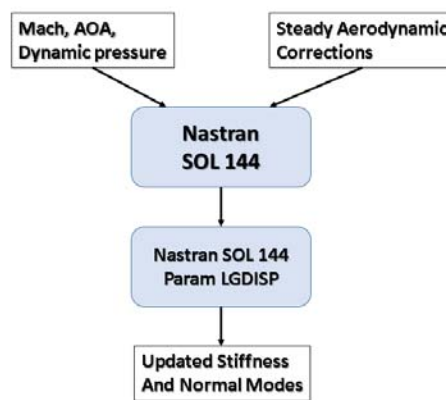 Mach, AOA,
Dynamic pressure
Steady Aerodynamic
Corrections
Nastran
SOL 144
Nastran SOL 144
Param LGDISP
Updated Stiffness
And Normal Modes